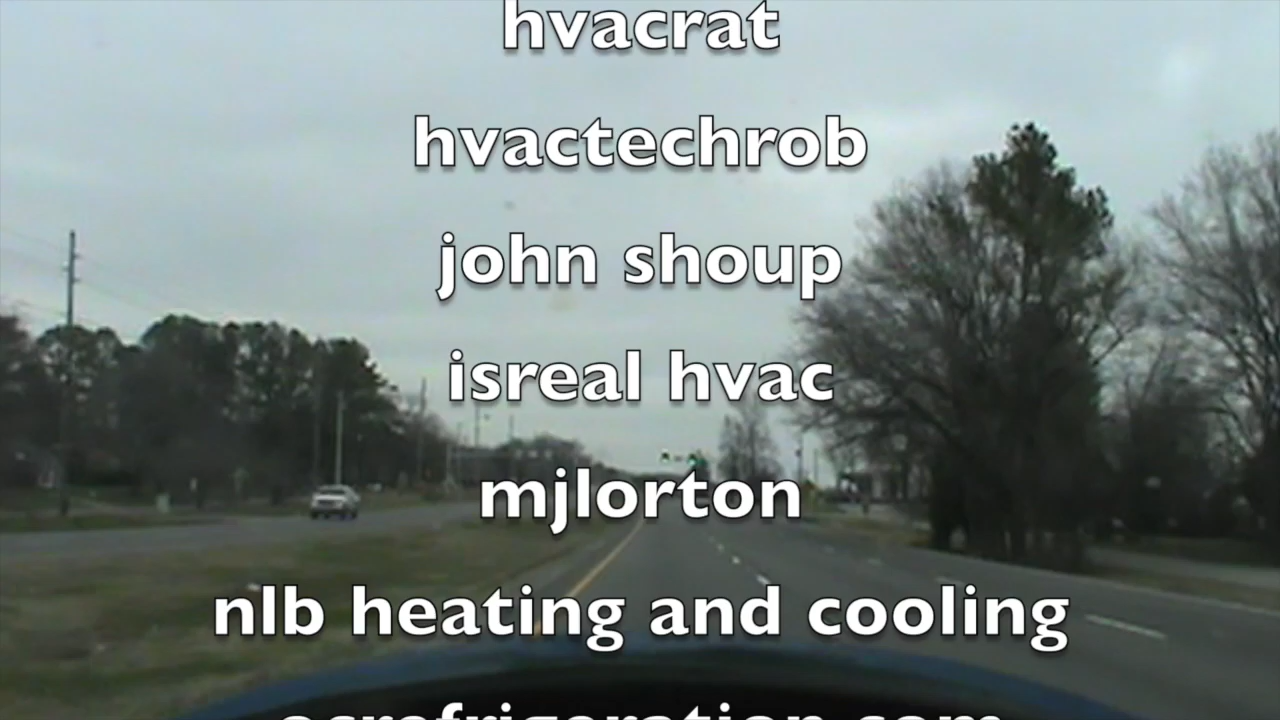 hvacrat
hvactechrob
john shoup
isreal hvac
mjlorton
nlb heating and cooling